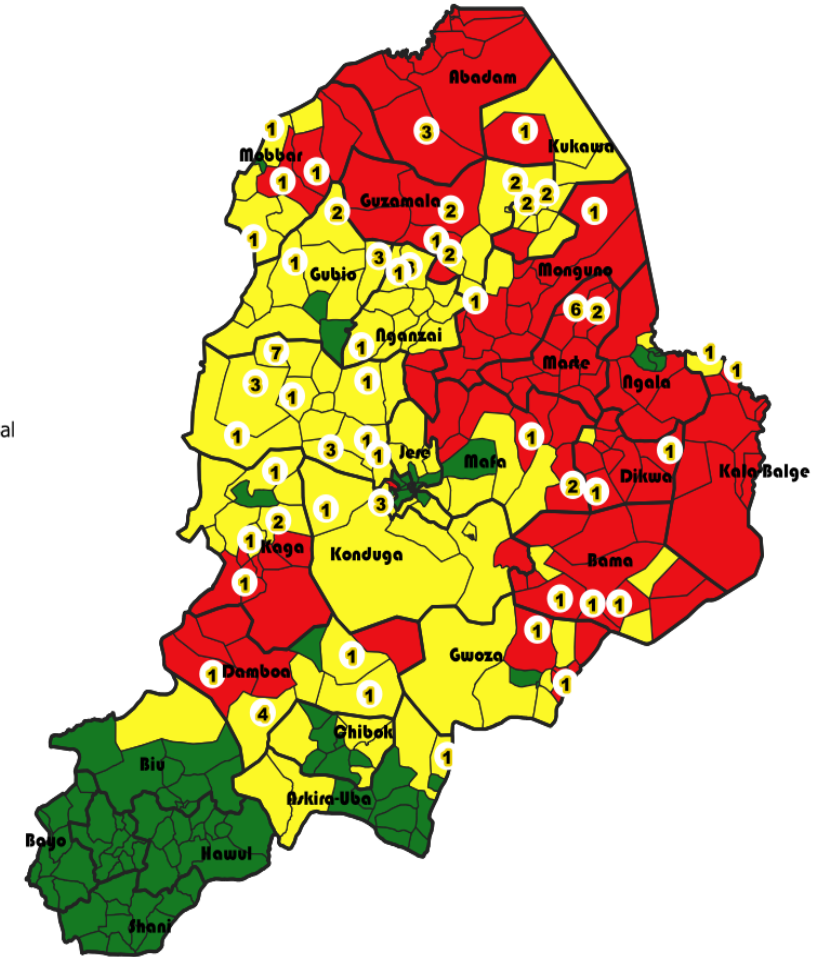 Abadam
3
1
1
Kukawa
Mobbar
1
1
2
2
2
Guzamala
2
2
1
1
1
2
3
1
1
Gubio
Monguno
1
6
2
Nganzai
1
7
Marte
1
1
3
1
1
Ngala
al
1
3
1
1
Jere
1
Mafa
1
Dikwa
Kala-Balge
1
2
1
1
3
2
1
Kaga
Konduga
Bama
1
1
1
1
1
1
Gwoza
1
Damboa
1
1
4
Chibok
1
Biu
Askira-Uba
Bayo
Hawul
Shani